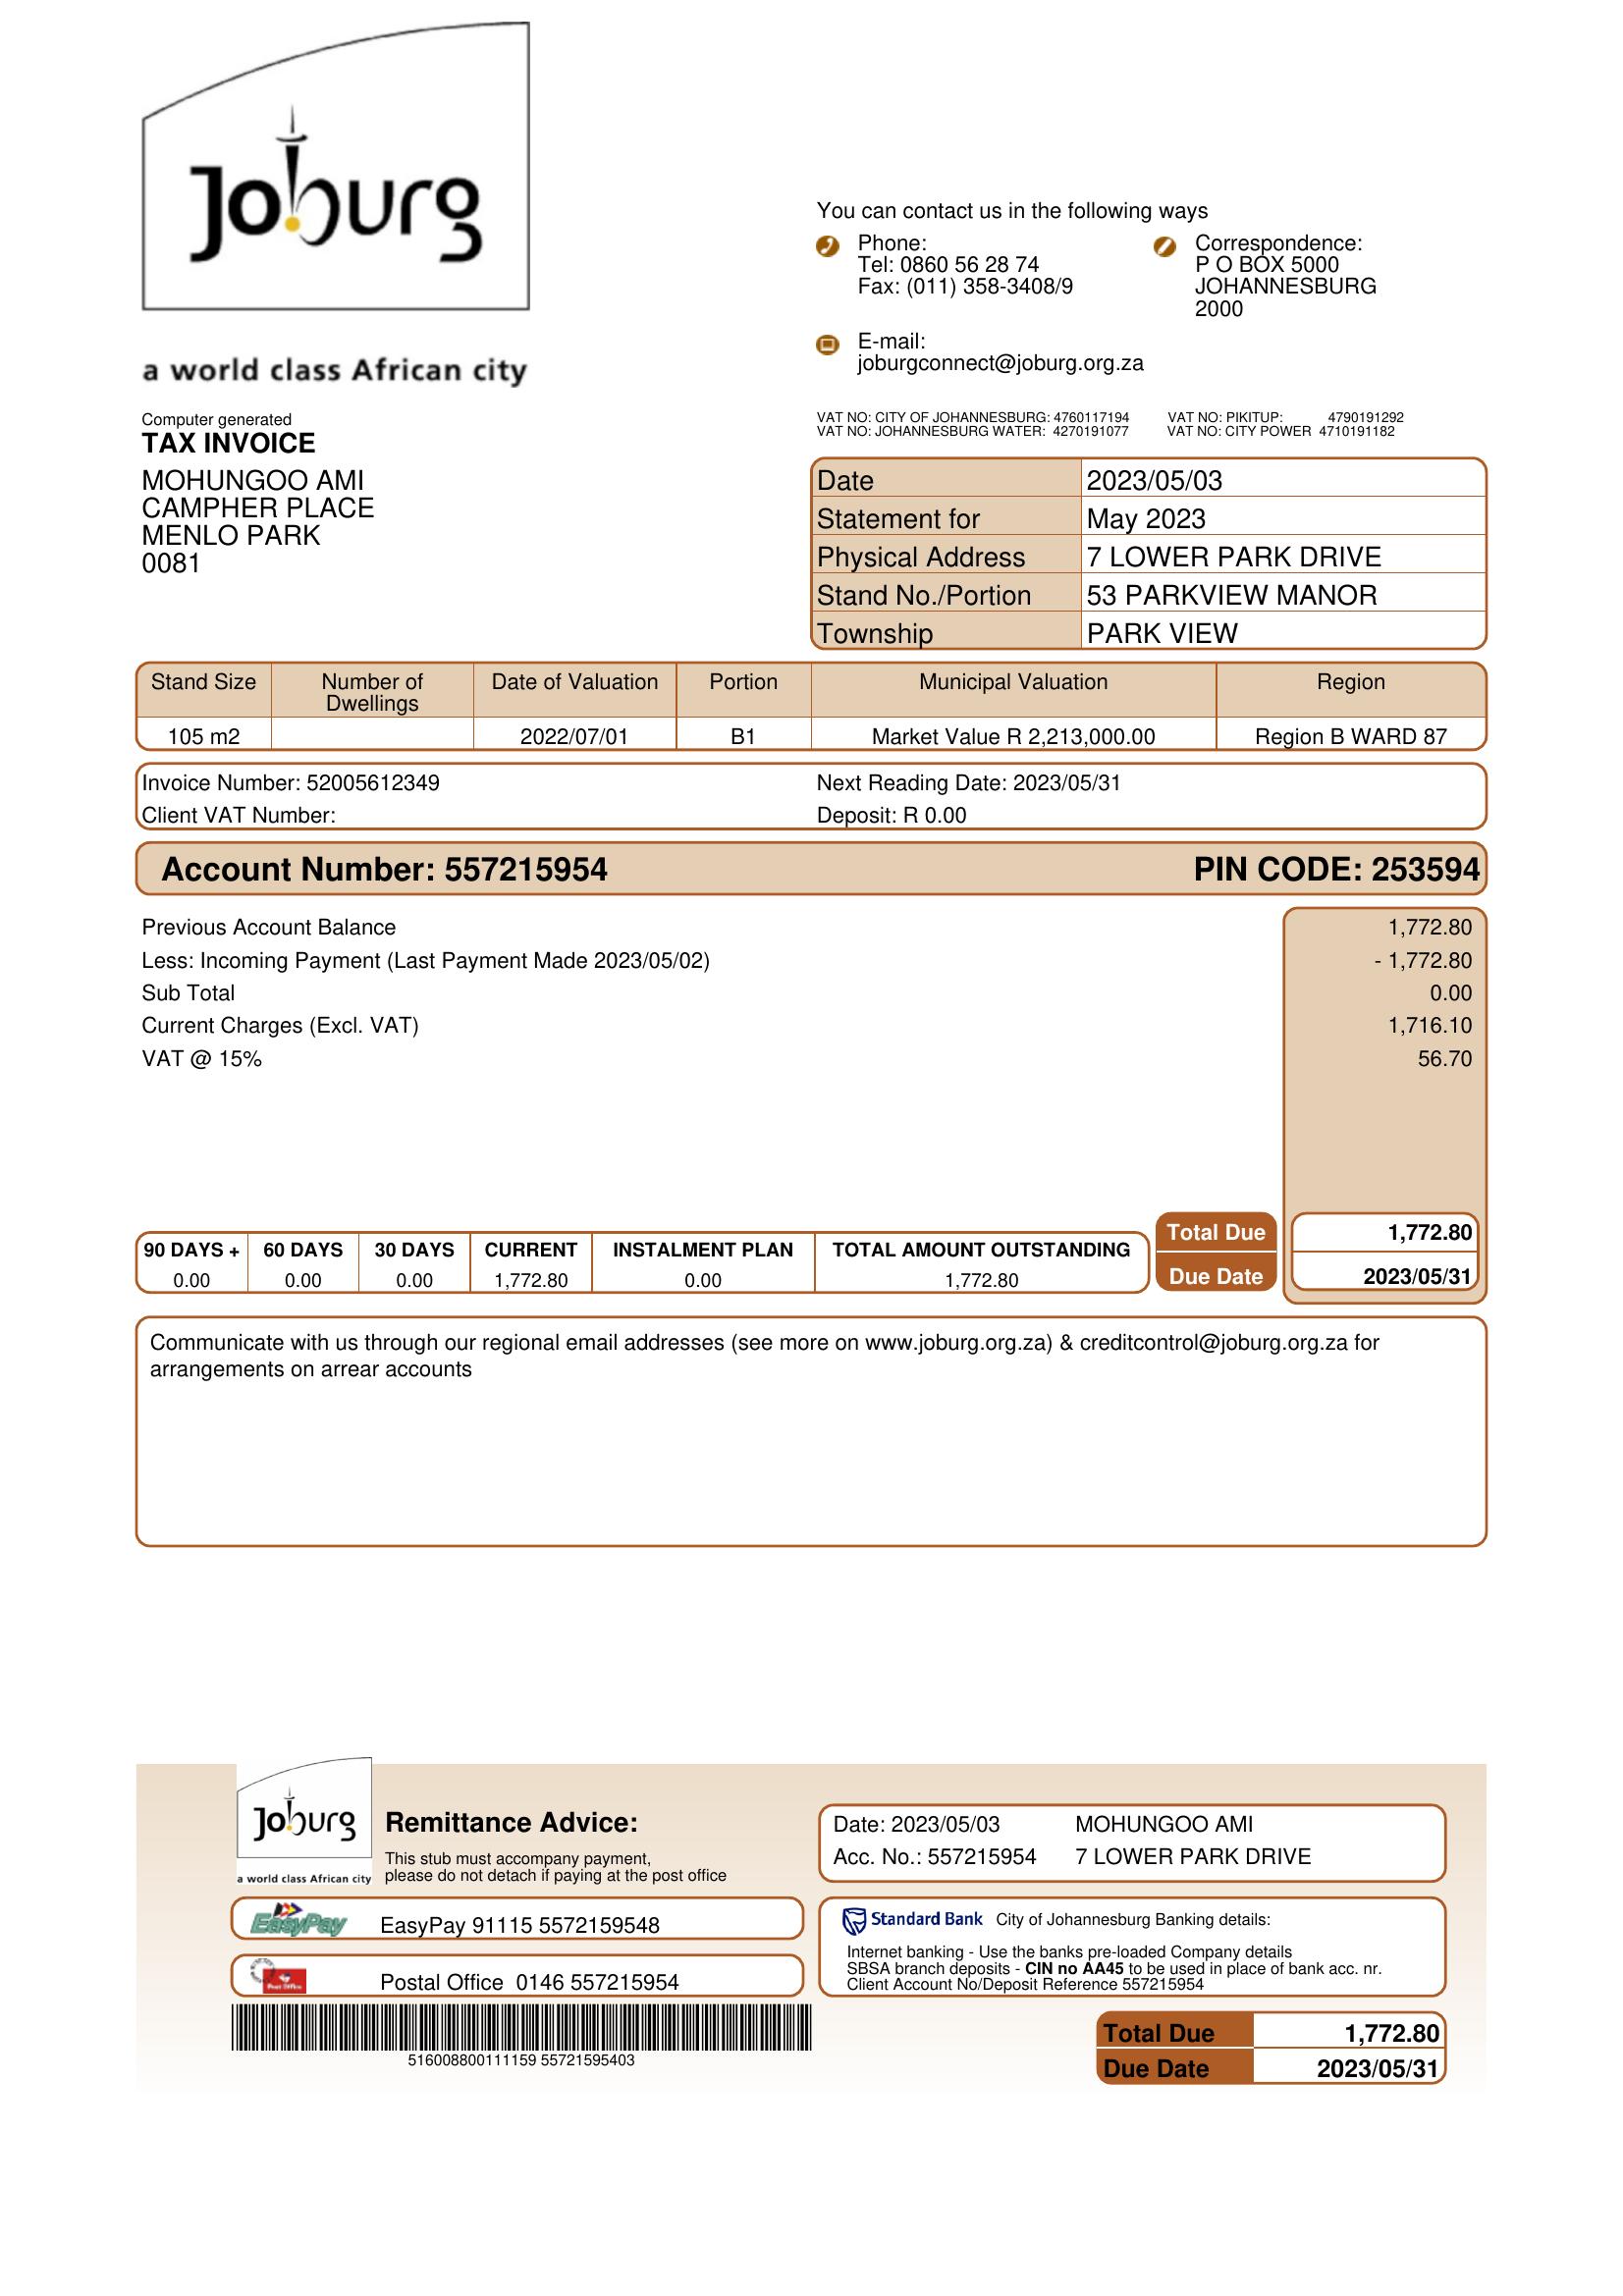 Joburg
a world class African city
You can contact us in the following ways
Phone:
Tel: 0860 56 28 74
Fax: (011) 358-3408/9
Correspondence:
P O BOX 5000
JOHANNESBURG
2000
E-mail:
joburgconnect@joburg.org.za
Computer generated
TAX INVOICE
MOHUNGOO AMI
CAMPHER PLACE
MENLO PARK
0081
VAT NO: CITY OF JOHANNESBURG: 4760117194 VAT NO: PIKITUP: 4790191292
VAT NO: JOHANNESBURG WATER: 4270191077 VAT NO: CITY POWER 4710191182
Date 2023/05/03
Statement for May 2023
Physical Address 7 LOWER PARK DRIVE
Stand No./Portion 53 PARKVIEW MANOR
Township PARK VIEW
Stand Size Number of Dwellings Date of Valuation Portion Municipal Valuation Region
105 m2 2022/07/01 B1 Market Value R 2,213,000.00 Region B WARD 87
Invoice Number: 52005612349 Next Reading Date: 2023/05/31
Client VAT Number: Deposit: R 0.00
Account Number: 557215954 PIN CODE: 253594
Previous Account Balance 1,772.80
Less: Incoming Payment (Last Payment Made 2023/05/02) - 1,772.80
Sub Total 0.00
Current Charges (Excl. VAT) 1,716.10
VAT @ 15% 56.70
90 DAYS + 60 DAYS 30 DAYS CURRENT INSTALMENT PLAN TOTAL AMOUNT OUTSTANDING
0.00 0.00 0.00 1,772.80 0.00 1,772.80
Total Due 1,772.80
Due Date 2023/05/31
Communicate with us through our regional email addresses (see more on www.joburg.org.za) & creditcontrol@joburg.org.za for
arrangements on arrear accounts
Joburg
a world class African city
Remittance Advice:
This stub must accompany payment,
please do not detach if paying at the post office
Date: 2023/05/03 MOHUNGOO AMI
Acc. No.: 557215954 7 LOWER PARK DRIVE
EasyPay EasyPay 91115 5572159548
Post Office Postal Office 0146 557215954
516008800111159 55721595403
Standard Bank City of Johannesburg Banking details:
Internet banking - Use the banks pre-loaded Company details
SBSA branch deposits - CIN no AA45 to be used in place of bank acc. nr.
Client Account No/Deposit Reference 557215954
Total Due 1,772.80
Due Date 2023/05/31